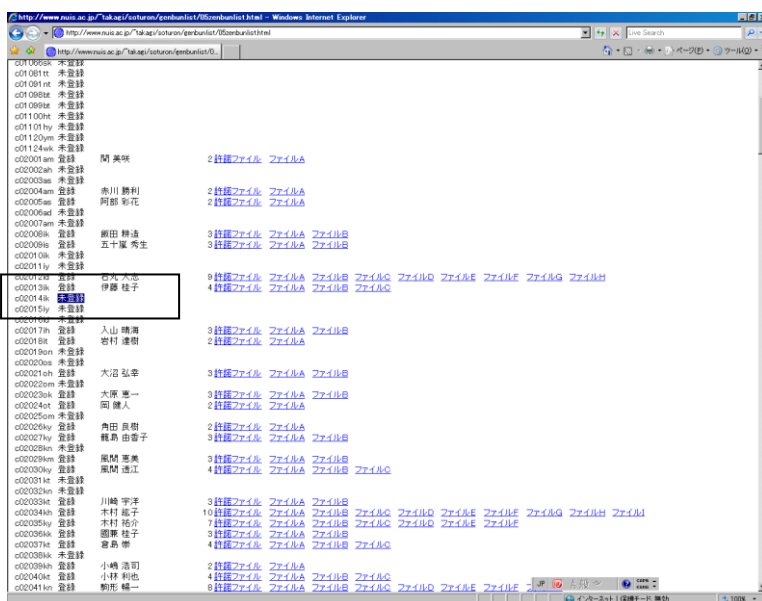 http://www.nuis.ac.jp/~takagi/soturon/genbunlist/05zenbunlist.html - Windows Internet Explorer
http://www.nuis.ac.jp/~takagi/soturon/genbunlist/05zenbunlist.html
Live Search
http://www.nuis.ac.jp/~takagi/soturon/genbunlist/0...
ページ(P) ツール(O)
c01066sk 未登録
c01081tt 未登録
c01091nt 未登録
c01098bt 未登録
c01099bt 未登録
c01100ht 未登録
c01101hy 未登録
c01120ym 未登録
c01124wk 未登録
c02001am 登録 関 美咲 2 許諾ファイル ファイルA
c02002ah 未登録
c02003as 未登録
c02004am 登録 赤川 勝利 2 許諾ファイル ファイルA
c02005as 登録 阿部 彩花 2 許諾ファイル ファイルA
c02006ad 未登録
c02007am 未登録
c02008ik 登録 飯田 耕造 3 許諾ファイル ファイルA ファイルB
c02009is 登録 五十嵐 秀生 3 許諾ファイル ファイルA ファイルB
c02010ik 未登録
c02011iy 未登録
c02012id 登録 石丸 大志 9 許諾ファイル ファイルA ファイルB ファイルC ファイルD ファイルE ファイルF ファイルG ファイルH
c02013ik 登録 伊藤 桂子 4 許諾ファイル ファイルA ファイルB ファイルC
c02014ik 未登録
c02015iy 未登録
c02016id 未登録
c02017ih 登録 入山 晴海 3 許諾ファイル ファイルA ファイルB
c02018it 登録 岩村 達樹 2 許諾ファイル ファイルA
c02019on 未登録
c02020os 未登録
c02021oh 登録 大沼 弘幸 3 許諾ファイル ファイルA ファイルB
c02022om 未登録
c02023ok 登録 大原 恵一 3 許諾ファイル ファイルA ファイルB
c02024ot 登録 岡 健人 2 許諾ファイル ファイルA
c02025om 未登録
c02026ky 登録 角田 良樹 2 許諾ファイル ファイルA
c02027ky 登録 籠島 由香子 3 許諾ファイル ファイルA ファイルB
c02028kn 未登録
c02029km 登録 風間 恵美 3 許諾ファイル ファイルA ファイルB
c02030ky 登録 風間 透江 4 許諾ファイル ファイルA ファイルB ファイルC
c02031kt 未登録
c02032kn 未登録
c02033kt 登録 川崎 宇洋 3 許諾ファイル ファイルA ファイルB
c02034kh 登録 木村 紘子 10 許諾ファイル ファイルA ファイルB ファイルC ファイルD ファイルE ファイルF ファイルG ファイルH ファイルI
c02035ky 登録 木村 祐介 7 許諾ファイル ファイルA ファイルB ファイルC ファイルD ファイルE ファイルF
c02036kk 登録 國兼 桂子 3 許諾ファイル ファイルA ファイルB
c02037kt 登録 倉島 崇 4 許諾ファイル ファイルA ファイルB ファイルC
c02038kk 未登録
c02039kh 登録 小嶋 浩司 2 許諾ファイル ファイルA
c02040kt 登録 小林 利也 4 許諾ファイル ファイルA ファイルB ファイルC
c02041kn 登録 駒形 暢一 8 許諾ファイル ファイルA ファイルB ファイルC ファイルD ファイルE ファイルF
JP A 般 CAPS
インターネット | 保護モード: 無効 100%